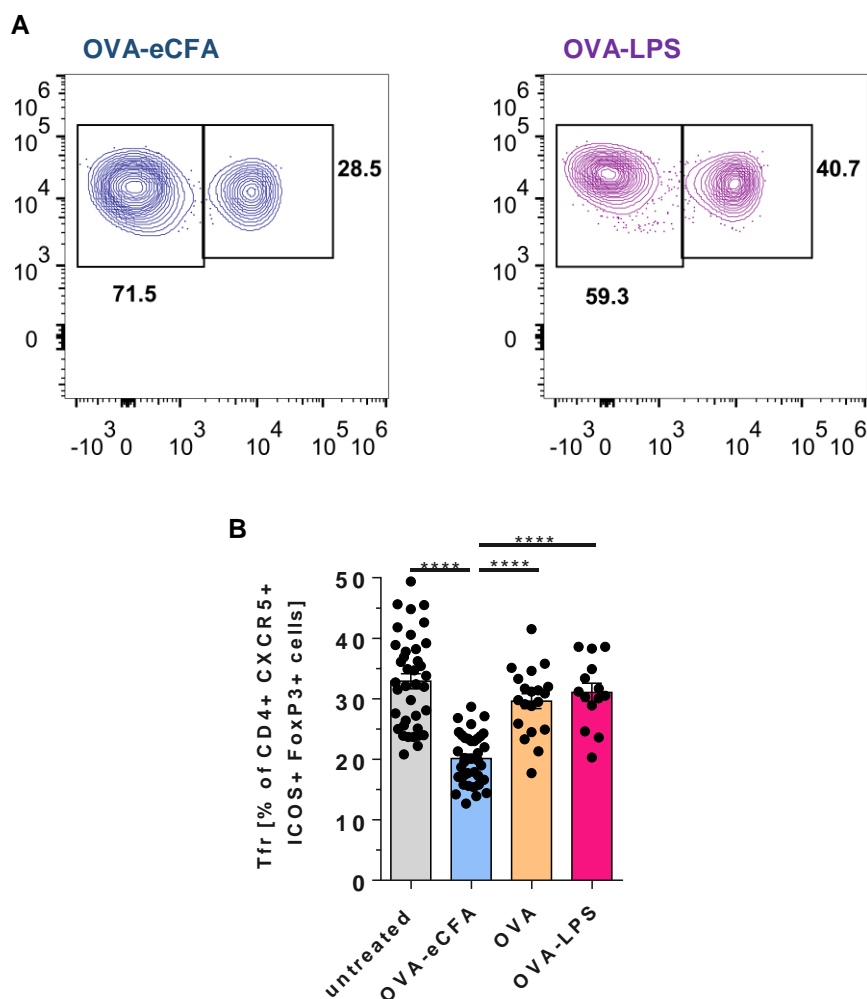 A
OVA-eCFA
OVA-LPS
10^6
10^5
10^4
10^3
0
28.5
71.5
-10^3 0 10^3 10^4 10^5 10^6
10^6
10^5
10^4
10^3
0
40.7
59.3
-10^3 0 10^3 10^4 10^5 10^6
B
****
**** ****
Tfr [% of CD4+ CXCR5+
ICOS+ FoxP3+ cells]
50
40
30
20
10
0
untreated
OVA-eCFA
OVA
OVA-LPS